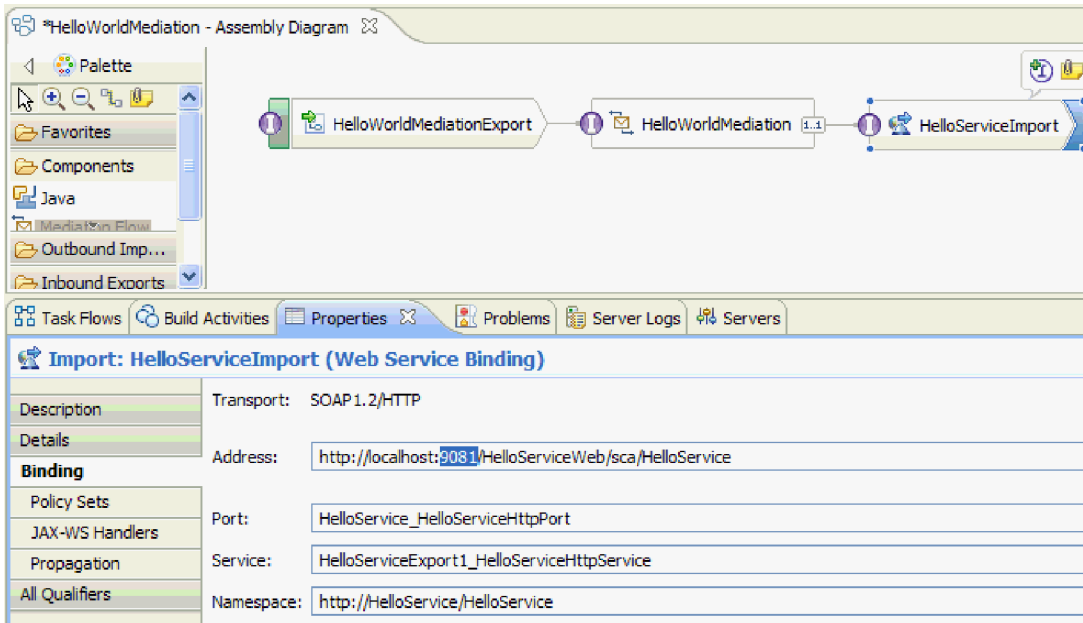 *HelloWorldMediation - Assembly Diagram
Palette
Favorites
Components
Java
Mediation Flow
Outbound Imp...
Inbound Exports
HelloWorldMediationExport
HelloWorldMediation 1..1
HelloServiceImport
Task Flows Build Activities Properties Problems Server Logs Servers
Import: HelloServiceImport (Web Service Binding)
Description
Details
Binding
Policy Sets
JAX-WS Handlers
Propagation
All Qualifiers
Transport: SOAP1.2/HTTP
Address: http://localhost:9081/HelloServiceWeb/sca/HelloService
Port: HelloService_HelloServiceHttpPort
Service: HelloServiceExport1_HelloServiceHttpService
Namespace: http://HelloService/HelloService